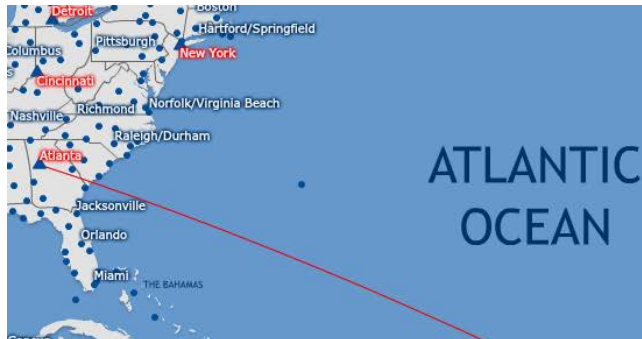 Boston
Detroit
Hartford/Springfield
Pittsburgh
Columbus
New York
Cincinnati
Norfolk/Virginia Beach
Richmond
Nashville
Raleigh/Durham
Atlanta
ATLANTIC
OCEAN
Jacksonville
Orlando
Miami
THE BAHAMAS